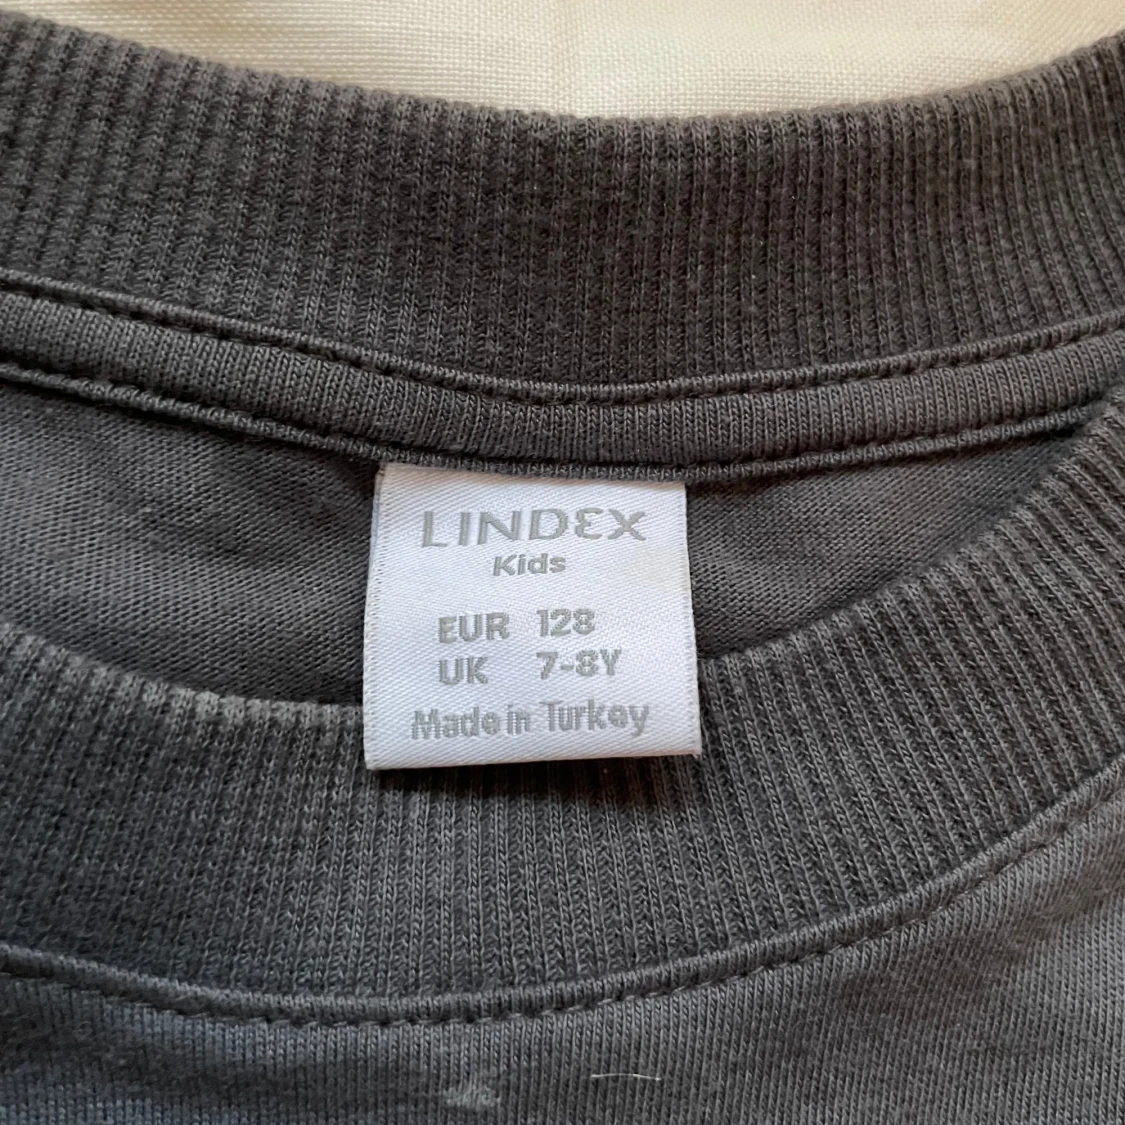 LINDEX
Kids
EUR 128
UK 7-8Y
Made in Turkey